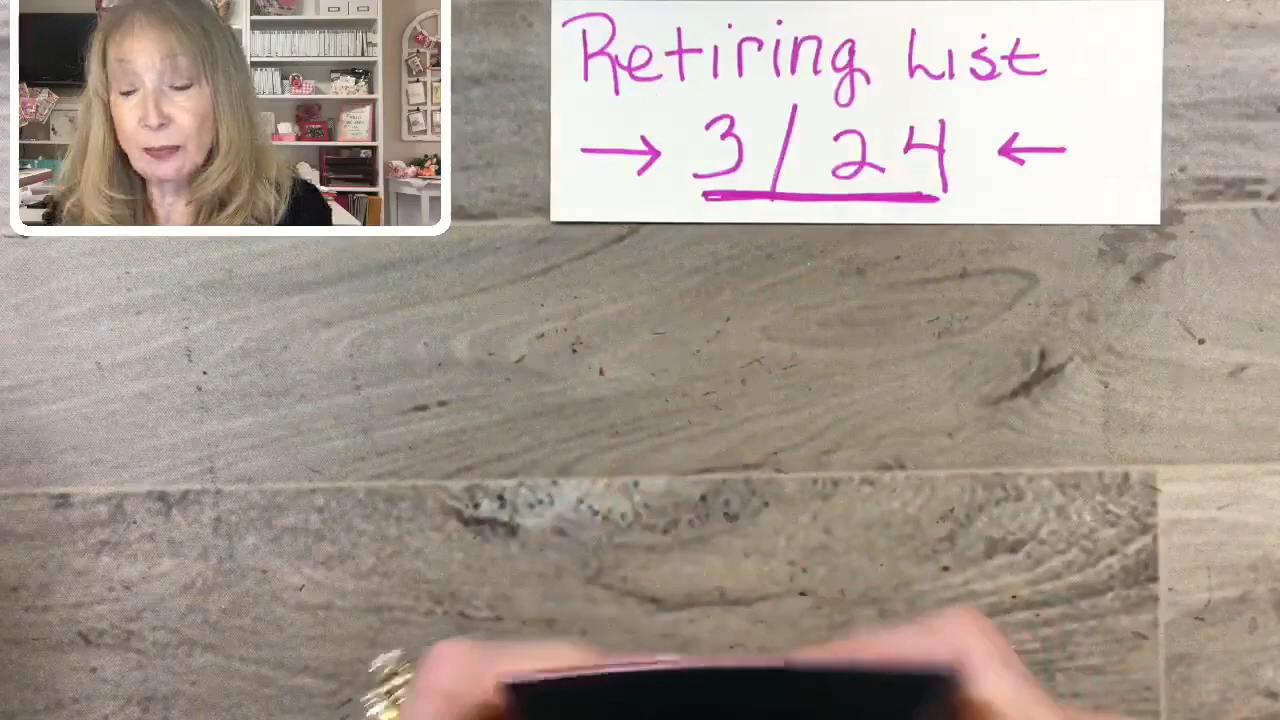 Retiring List
→ 3/24 ←